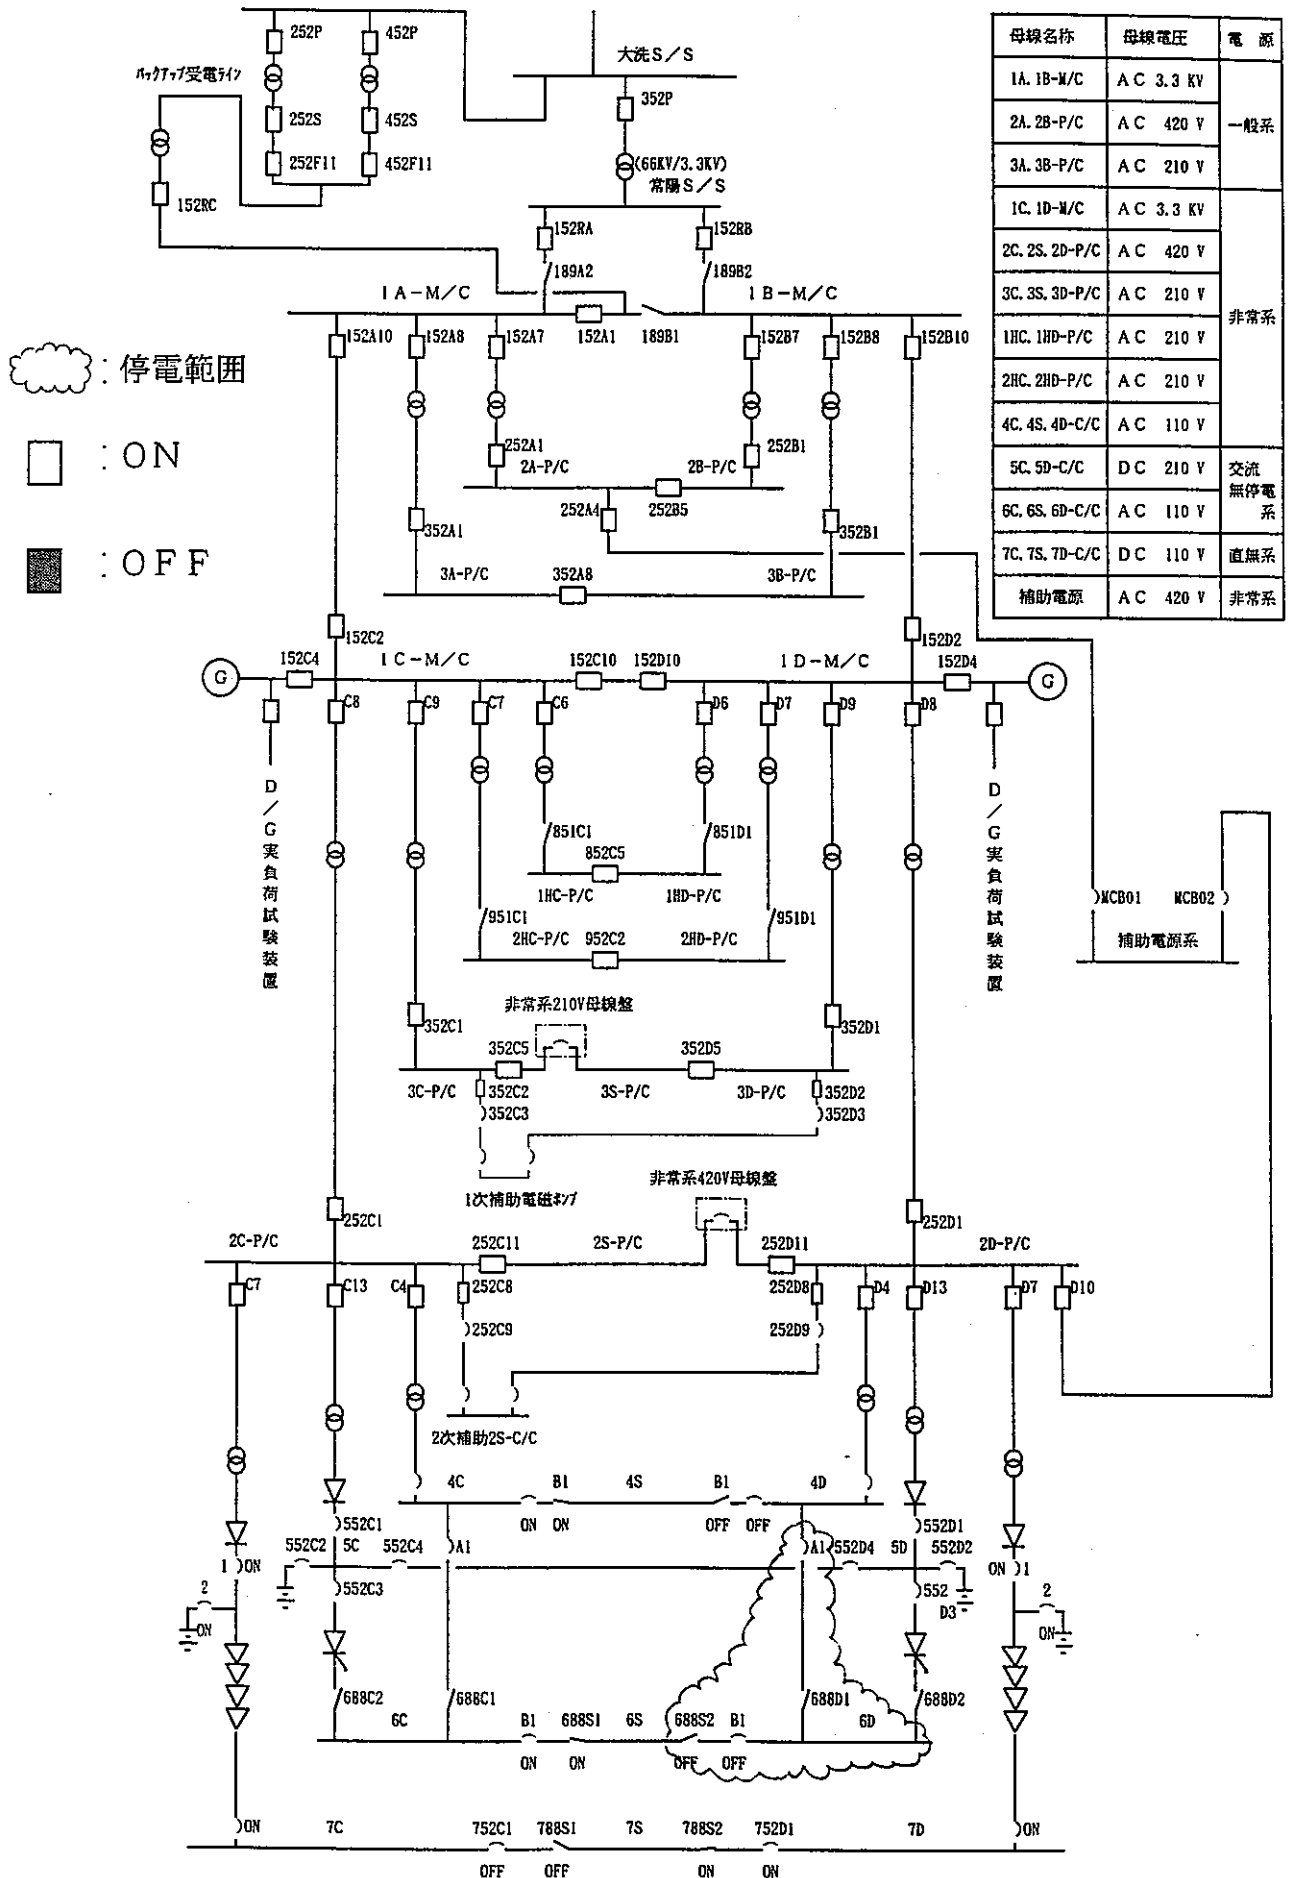 252P
452P
大洗S/S
バックアップ受電ライン
352P
252S
452S
252F11
452F11
(66KV/3.3KV)
常陽S/S
152RC
152RA
152RB
189A2
189B2
1A-M/C
1B-M/C
152A10
152A8
152A7
152A1
189B1
152B7
152B8
152B10
:停電範囲
:ON
:OFF
252A1
252B1
2A-P/C
2B-P/C
252A4
252B5
352A1
352B1
3A-P/C
352A8
3B-P/C
母線名称 母線電圧 電源
1A. 1B-M/C AC 3.3 KV 一般系
2A. 2B-P/C AC 420 V
3A. 3B-P/C AC 210 V
1C. 1D-M/C AC 3.3 KV 非常系
2C. 2S. 2D-P/C AC 420 V
3C. 3S. 3D-P/C AC 210 V
1HC. 1HD-P/C AC 210 V
2HC. 2HD-P/C AC 210 V
4C. 4S. 4D-C/C AC 110 V
5C. 5D-C/C DC 210 V 交流無停電系
6C. 6S. 6D-C/C AC 110 V
7C. 7S. 7D-C/C DC 110 V 直無系
補助電源 AC 420 V 非常系
152C2
152D2
G
152C4
1C-M/C
152C10
152D10
1D-M/C
152D4
G
C8
C9
C7
C6
D6
D7
D9
D8
D/G実負荷試験装置
D/G実負荷試験装置
851C1
851D1
852C5
1HC-P/C
1HD-P/C
951C1
951D1
2HC-P/C
952C2
2HD-P/C
MCB01
MCB02
補助電源系
非常系210V母線盤
352C1
352D1
352C5
352D5
3C-P/C
352C2
3S-P/C
3D-P/C
352D2
352C3
352D3
1次補助電磁ポンプ
非常系420V母線盤
252C1
252D1
2C-P/C
252C11
2S-P/C
252D11
2D-P/C
C7
C13
C4
252C8
252D8
D4
D13
D7
D10
252C9
252D9
2次補助2S-C/C
4C
B1
4S
B1
4D
ON
ON
OFF
OFF
552C1
552D1
552C2
5C
552C4
A1
A1
552D4
5D
552D2
1
ON
ON
1
552C3
552
D3
2
ON
2
ON
688C2
688C1
688D1
688D2
6C
B1
688S1
6S
688S2
B1
6D
ON
ON
OFF
OFF
ON
7C
752C1
788S1
7S
788S2
752D1
7D
ON
OFF
OFF
ON
ON